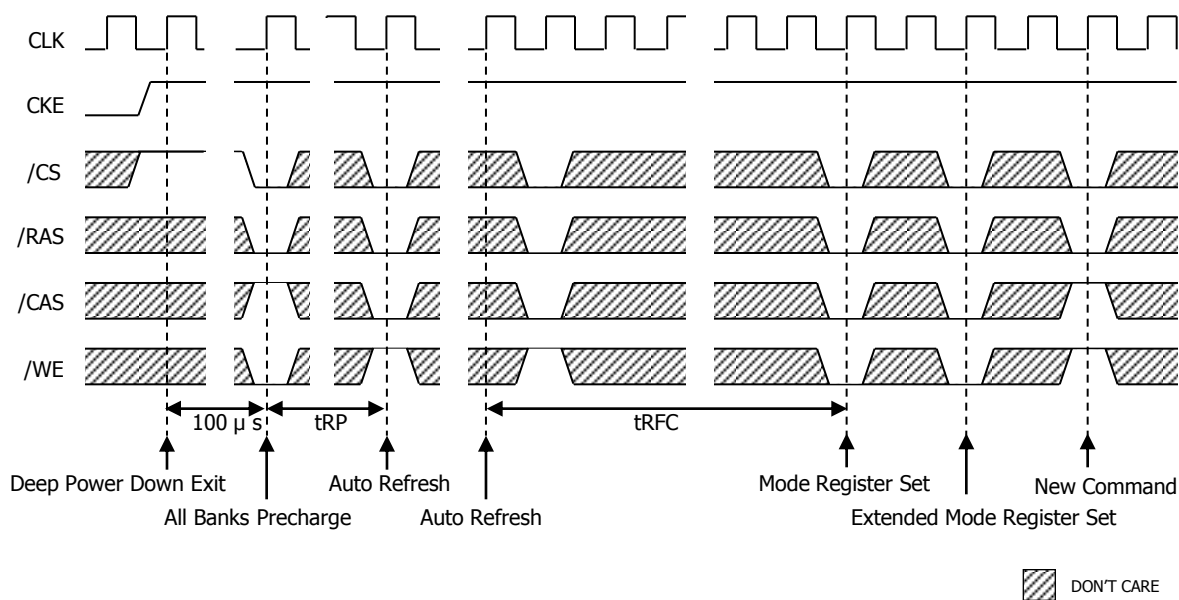 CLK
CKE
/CS
/RAS
/CAS
/WE
100 μ s
tRP
tRFC
Deep Power Down Exit
Auto Refresh
Mode Register Set
New Command
All Banks Precharge
Auto Refresh
Extended Mode Register Set
DON'T CARE